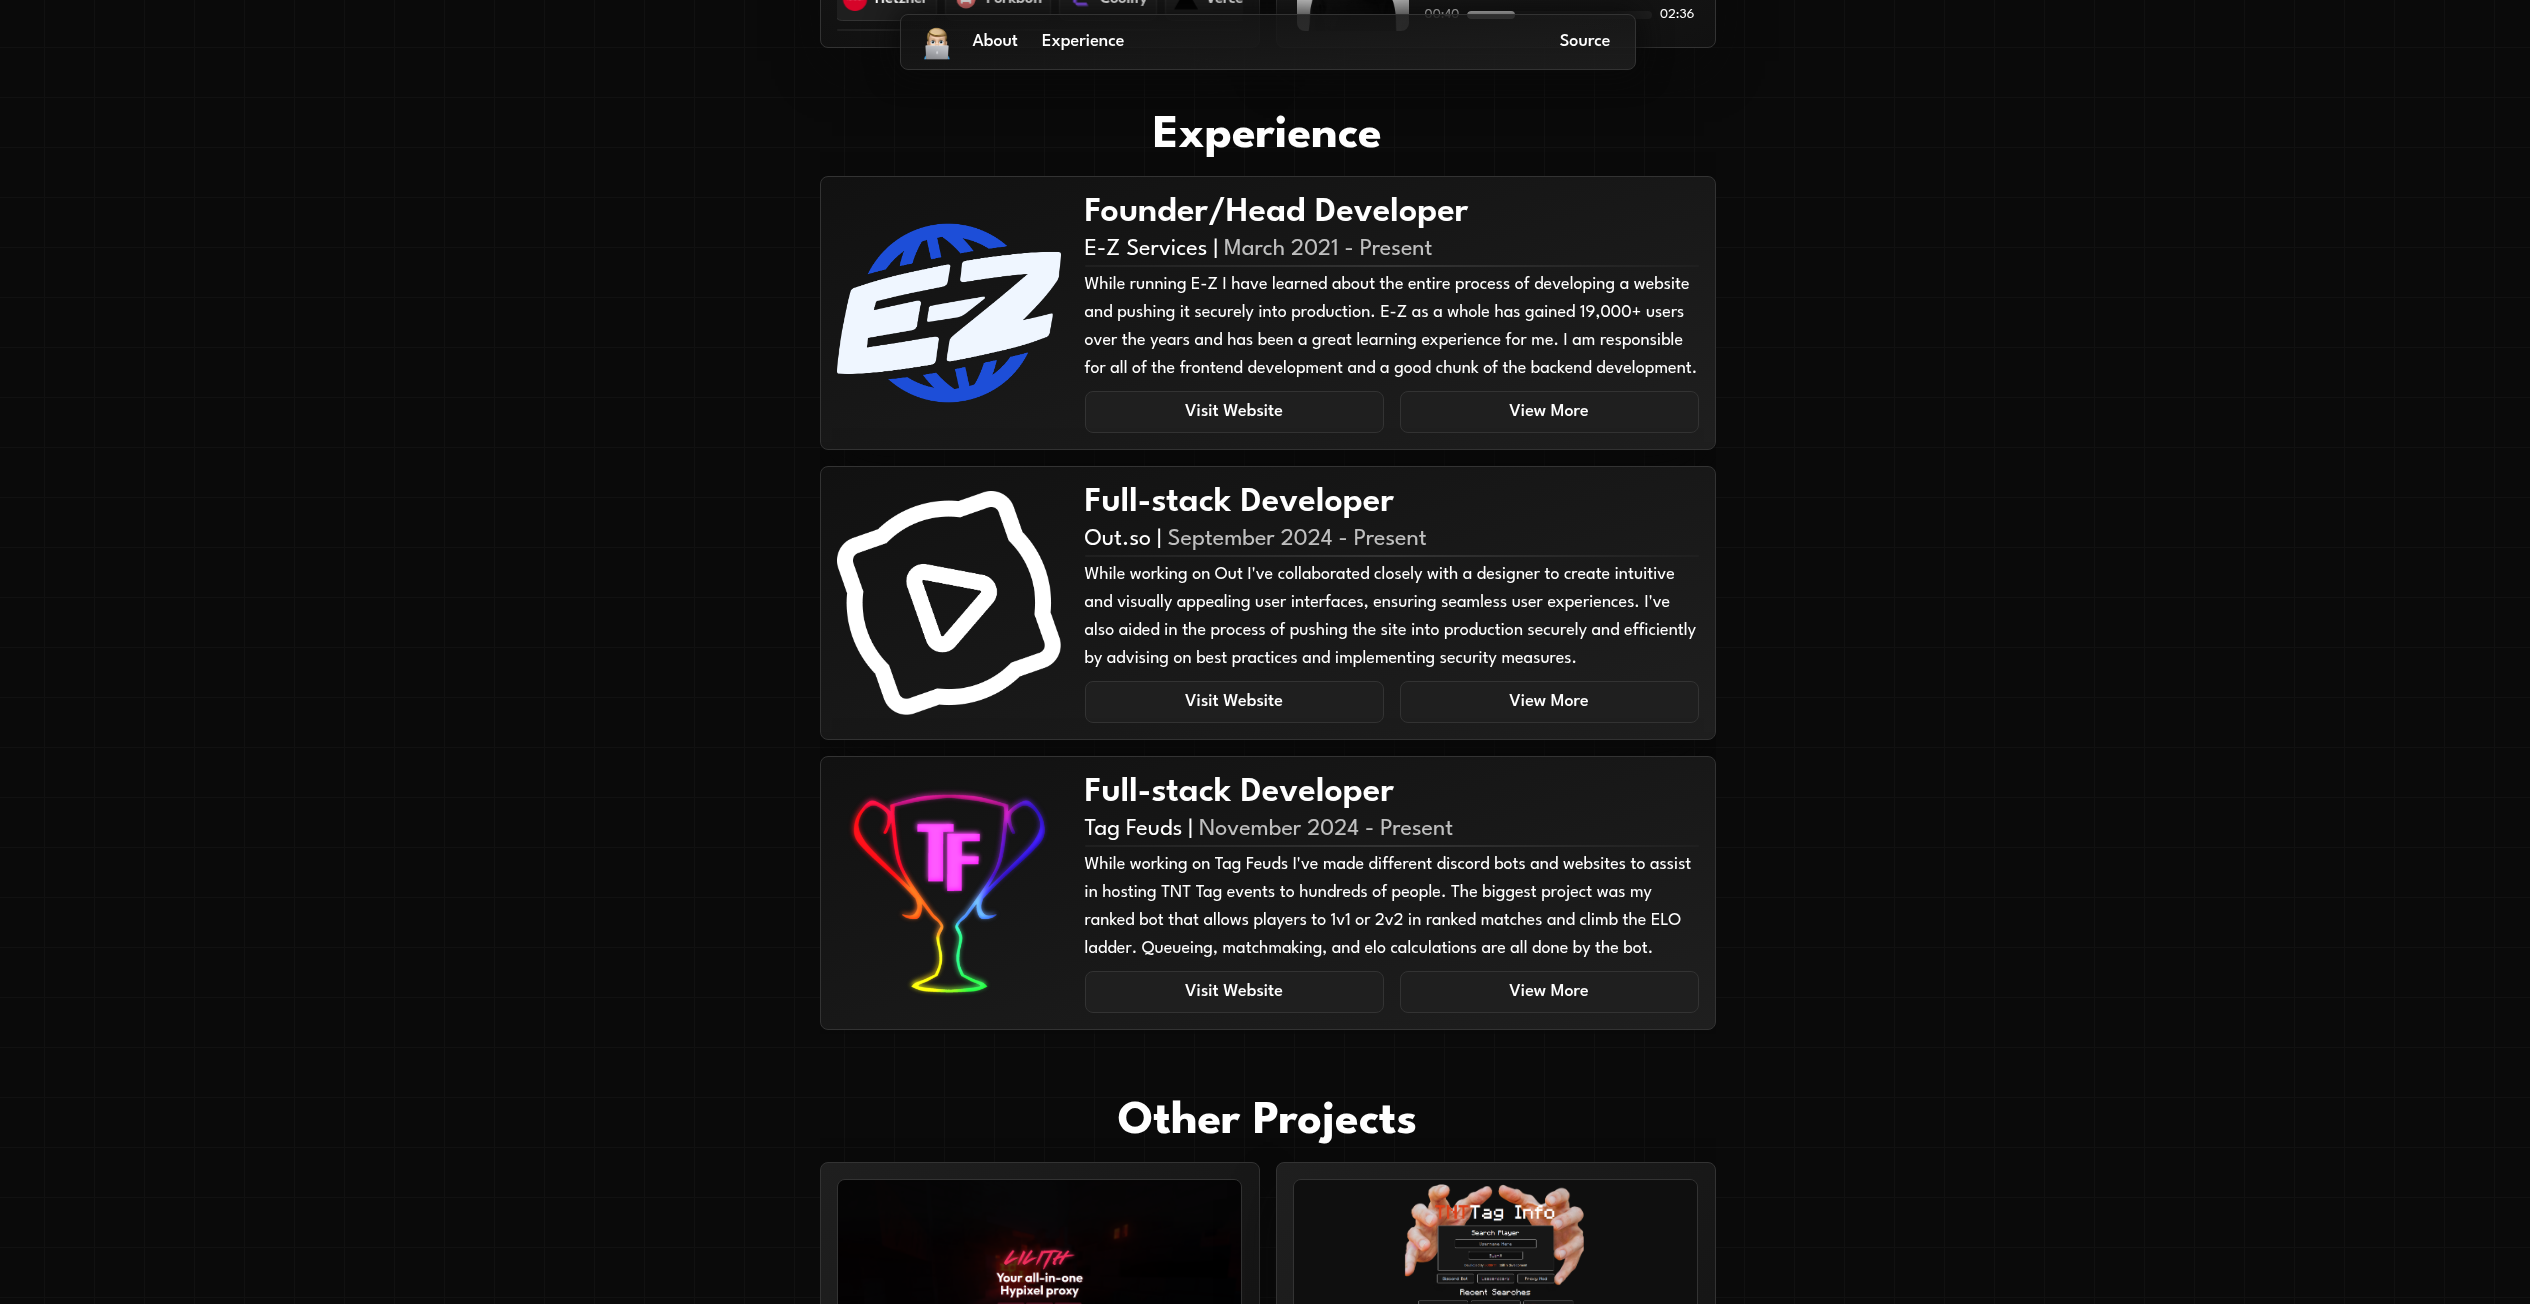 Hetzner Porkbun Coolify
00:40 02:36
About Experience Source
Experience
E-Z
Founder/Head Developer
E-Z Services | March 2021 - Present
While running E-Z I have learned about the entire process of developing a website
and pushing it securely into production. E-Z as a whole has gained 19,000+ users
over the years and has been a great learning experience for me. I am responsible
for all of the frontend development and a good chunk of the backend development.
Visit Website View More
Full-stack Developer
Out.so | September 2024 - Present
While working on Out I've collaborated closely with a designer to create intuitive
and visually appealing user interfaces, ensuring seamless user experiences. I've
also aided in the process of pushing the site into production securely and efficiently
by advising on best practices and implementing security measures.
Visit Website View More
TF
Full-stack Developer
Tag Feuds | November 2024 - Present
While working on Tag Feuds I've made different discord bots and websites to assist
in hosting TNT Tag events to hundreds of people. The biggest project was my
ranked bot that allows players to 1v1 or 2v2 in ranked matches and climb the ELO
ladder. Queueing, matchmaking, and elo calculations are all done by the bot.
Visit Website View More
Other Projects
LILITH
Your all-in-one
Hypixel proxy
TNTTag Info
Search Player
Username Here
Discord Bot Leaderboard Proxy Mod
Recent Searches